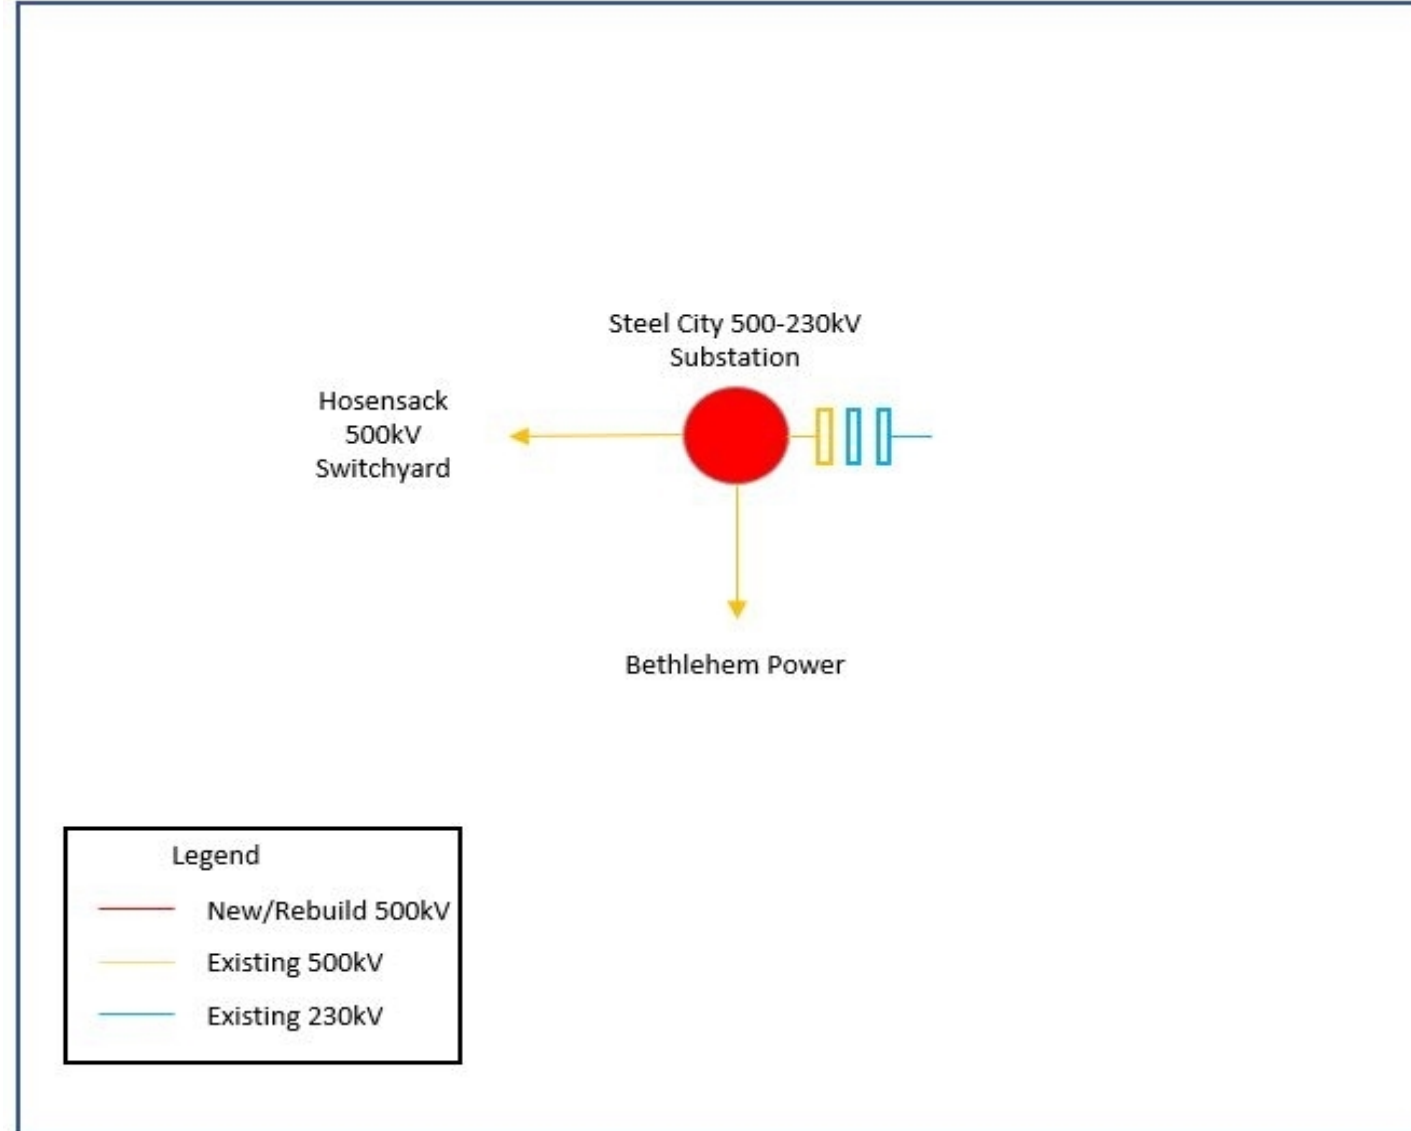 Steel City 500-230kV
Substation
Hosensack
500kV
Switchyard
Bethlehem Power
Legend
New/Rebuild 500kV
Existing 500kV
Existing 230kV